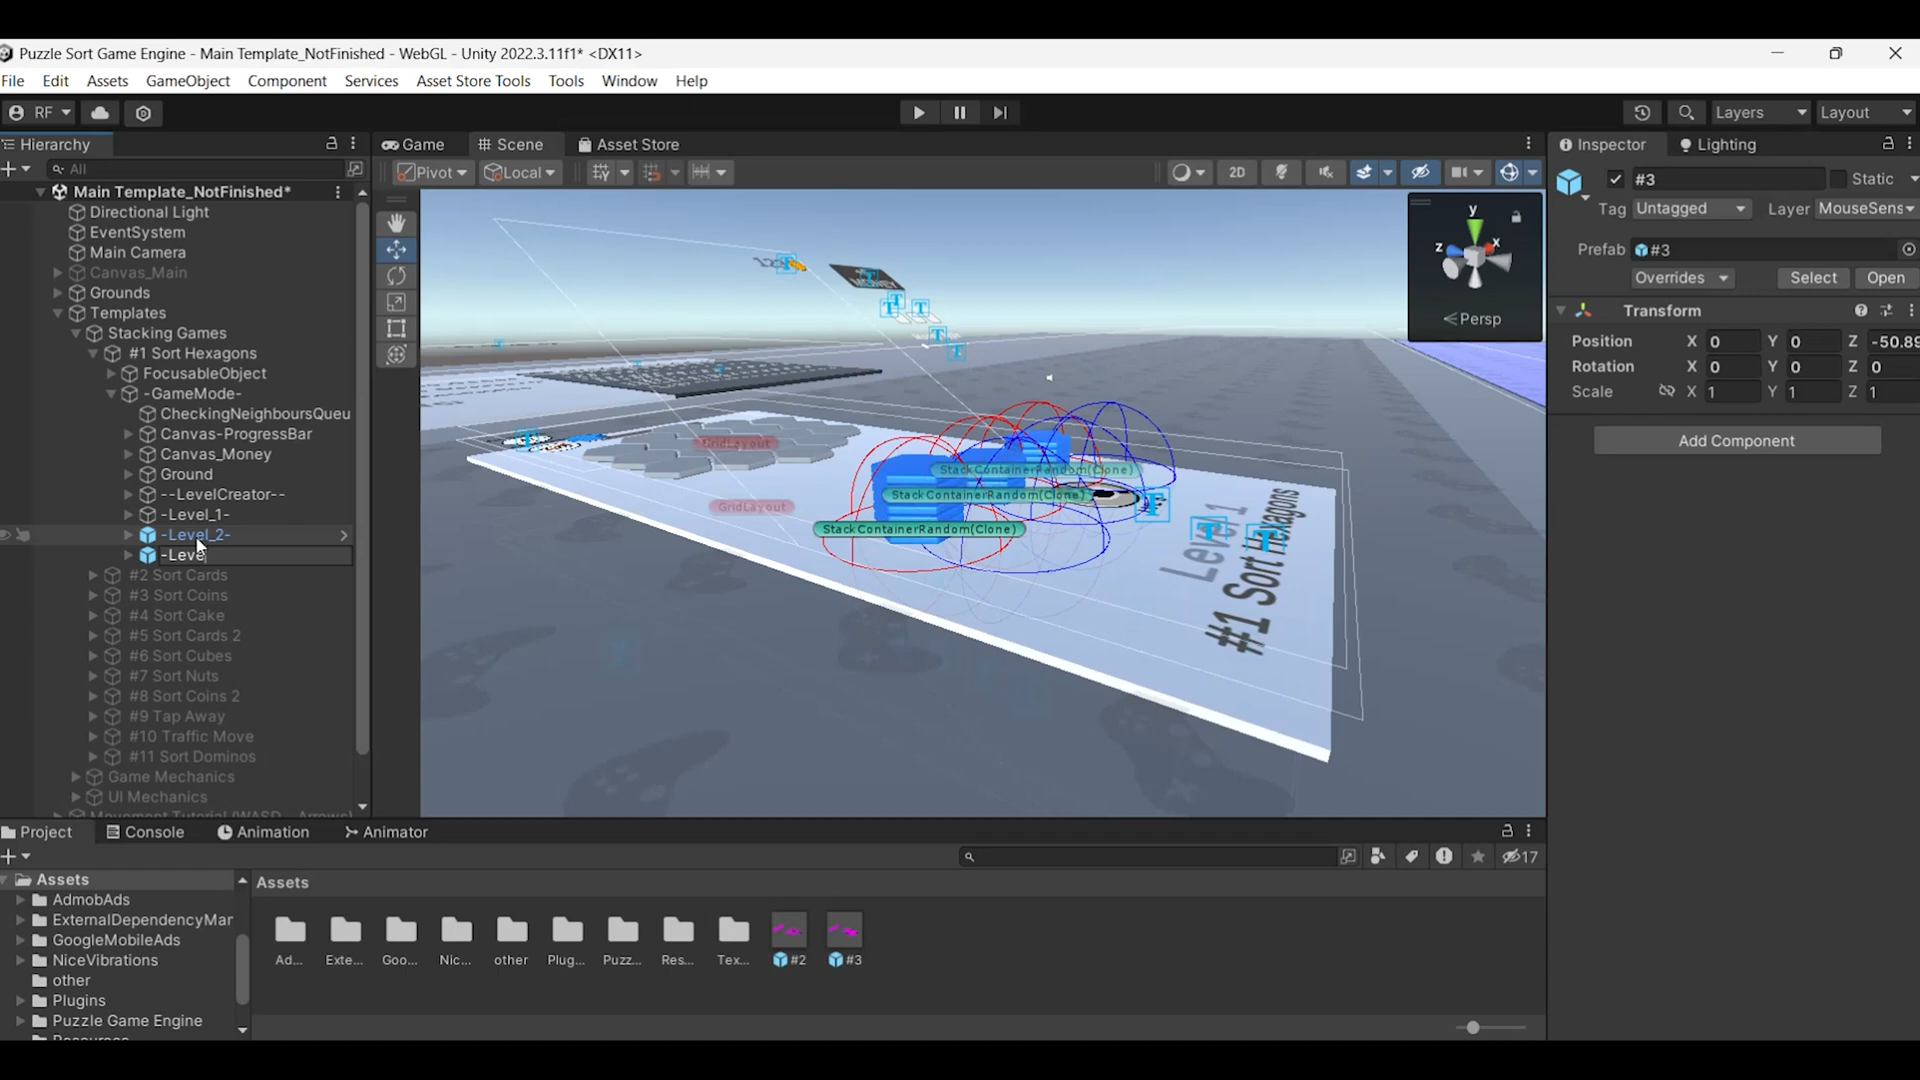 Puzzle Sort Game Engine - Main Template_NotFinished - WebGL - Unity 2022.3.11f1* <DX11>
File Edit Assets GameObject Component Services Asset Store Tools Tools Window Help
RF Layers Layout
Hierarchy
All
Main Template_NotFinished*
Directional Light
EventSystem
Main Camera
Canvas_Main
Grounds
Templates
Stacking Games
#1 Sort Hexagons
FocusableObject
-GameMode-
CheckingNeighboursQueu
Canvas-ProgressBar
Canvas_Money
Ground
--LevelCreator--
-Level_1-
-Level_2-
-Leve
#2 Sort Cards
#3 Sort Coins
#4 Sort Cake
#5 Sort Cards 2
#6 Sort Cubes
#7 Sort Nuts
#8 Sort Coins 2
#9 Tap Away
#10 Traffic Move
#11 Sort Dominos
Game Mechanics
UI Mechanics
Game Scene Asset Store
Pivot Local 2D
y
z x
Persp
MONEY
GridLayout
GridLayout
StackContainerRandom(Clone)
StackContainerRandom(Clone)
StackContainerRandom(Clone)
Level 1
#1 Sort Hexagons
Inspector Lighting
#3 Static
Tag Untagged Layer MouseSens
Prefab #3
Overrides Select Open
Transform
Position X 0 Y 0 Z -50.89
Rotation X 0 Y 0 Z 0
Scale X 1 Y 1 Z 1
Add Component
Project Console Animation Animator
17
Assets
AdmobAds
ExternalDependencyMar
GoogleMobileAds
NiceVibrations
other
Plugins
Puzzle Game Engine
Assets
Ad... Exte... Goo... Nic... other Plug... Puzz... Res... Tex... #2 #3